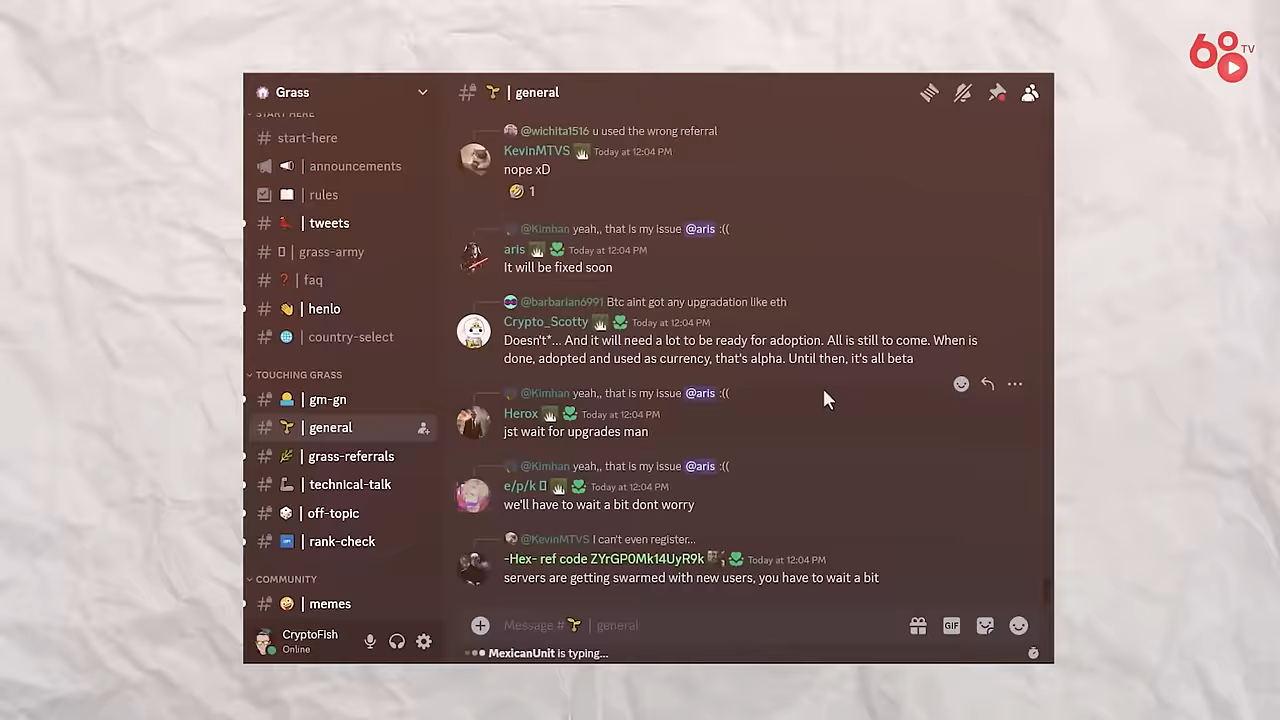 60 TV
Grass
START HERE
start-here
| announcements
| rules
| tweets
| grass-army
| faq
| henlo
| country-select
TOUCHING GRASS
gm-gn
| general
grass-referrals
| technical-talk
| off-topic
| rank-check
COMMUNITY
| memes
CryptoFish
Online
| general
@wichita1516 u used the wrong referral
KevinMTVS Today at 12:04 PM
nope xD
1
@Kimhan yeah,, that is my issue @aris :((
aris Today at 12:04 PM
It will be fixed soon
@barbarian6991 Btc aint got any upgradation like eth
Crypto_Scotty Today at 12:04 PM
Doesn't*... And it will need a lot to be ready for adoption. All is still to come. When is
done, adopted and used as currency, that's alpha. Until then, it's all beta
@Kimhan yeah,, that is my issue @aris :((
Herox Today at 12:04 PM
jst wait for upgrades man
@Kimhan yeah,, that is my issue @aris :((
e/p/k Today at 12:04 PM
we'll have to wait a bit dont worry
@KevinMTVS I can't even register...
-Hex- ref code ZYrGP0Mk14UyR9k Today at 12:04 PM
servers are getting swarmed with new users, you have to wait a bit
Message # | general
GIF
MexicanUnit is typing...